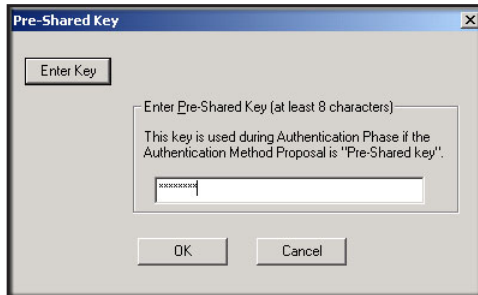 Pre-Shared Key
Enter Key
Enter Pre-Shared Key (at least 8 characters)
This key is used during Authentication Phase if the
Authentication Method Proposal is "Pre-Shared key".
********
OK Cancel